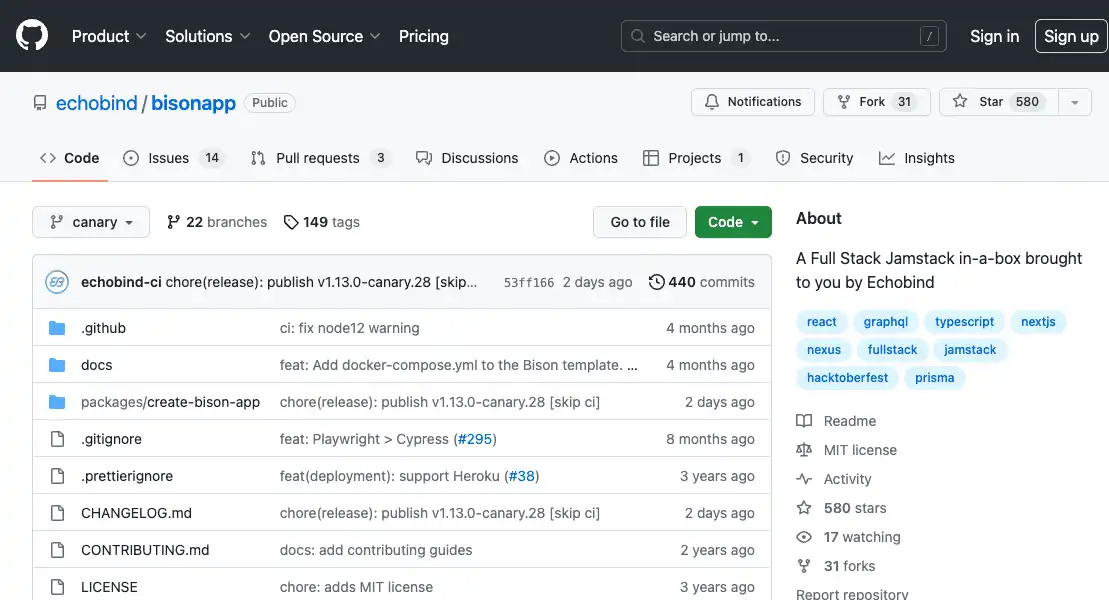 Product Solutions Open Source Pricing Search or jump to... / Sign in Sign up
echobind / bisonapp Public Notifications Fork 31 Star 580
Code Issues 14 Pull requests 3 Discussions Actions Projects 1 Security Insights
canary 22 branches 149 tags Go to file Code
echobind-ci chore(release): publish v1.13.0-canary.28 [skip... 53ff166 2 days ago 440 commits
.github ci: fix node12 warning 4 months ago
docs feat: Add docker-compose.yml to the Bison template. ... 4 months ago
packages/create-bison-app chore(release): publish v1.13.0-canary.28 [skip ci] 2 days ago
.gitignore feat: Playwright > Cypress (#295) 8 months ago
.prettierignore feat(deployment): support Heroku (#38) 3 years ago
CHANGELOG.md chore(release): publish v1.13.0-canary.28 [skip ci] 2 days ago
CONTRIBUTING.md docs: add contributing guides 2 years ago
LICENSE chore: adds MIT license 3 years ago
About
A Full Stack Jamstack in-a-box brought
to you by Echobind
react graphql typescript nextjs
nexus fullstack jamstack
hacktoberfest prisma
Readme
MIT license
Activity
580 stars
17 watching
31 forks
Report repository